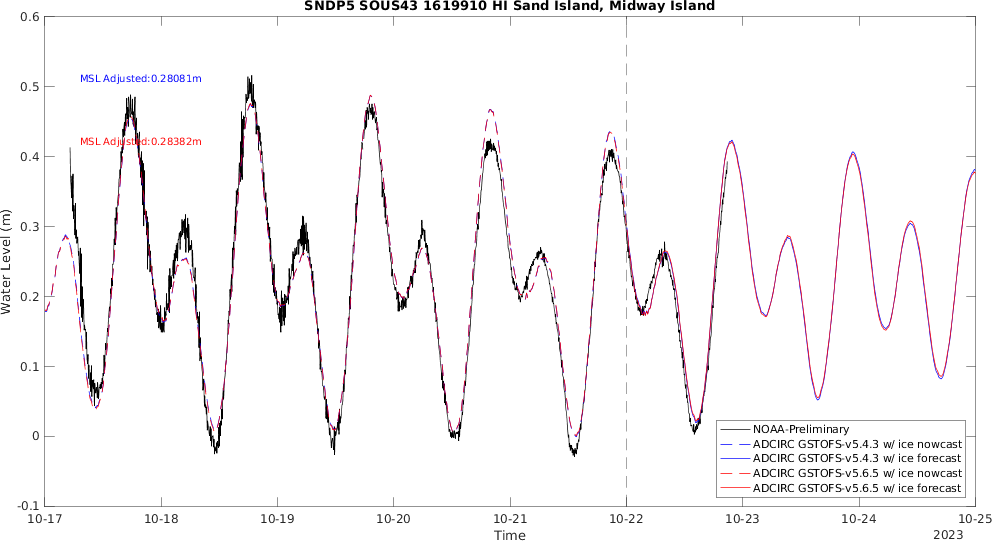 SNDP5 SOUS43 1619910 HI Sand Island, Midway Island
0.6
0.5
0.4
0.3
0.2
0.1
0
-0.1
Water Level (m)
MSL Adjusted:0.28081m
MSL Adjusted:0.28382m
NOAA-Preliminary
ADCIRC GSTOFS-v5.4.3 w/ ice nowcast
ADCIRC GSTOFS-v5.4.3 w/ ice forecast
ADCIRC GSTOFS-v5.6.5 w/ ice nowcast
ADCIRC GSTOFS-v5.6.5 w/ ice forecast
10-17 10-18 10-19 10-20 10-21 10-22 10-23 10-24 10-25
Time
2023